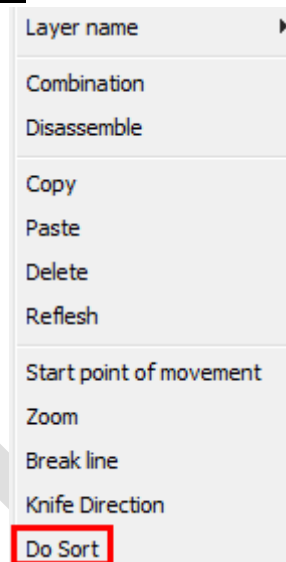 Layer name
Combination
Disassemble
Copy
Paste
Delete
Reflesh
Start point of movement
Zoom
Break line
Knife Direction
Do Sort